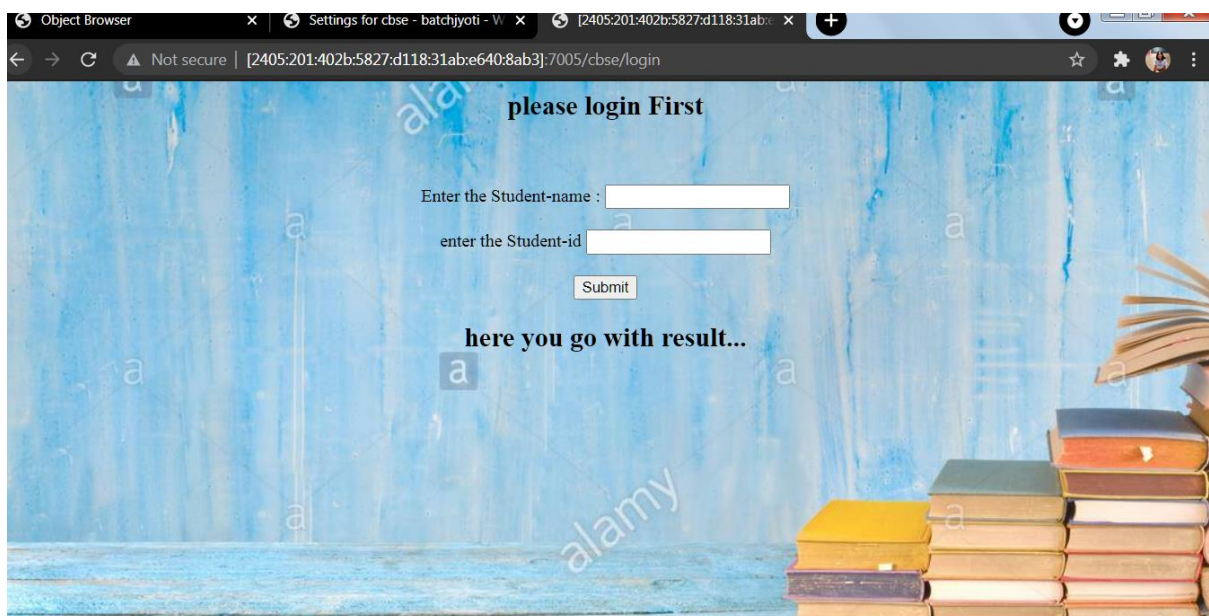 Object Browser
Settings for cbse - batchjyoti - W
[2405:201:402b:5827:d118:31ab:e
Not secure | [2405:201:402b:5827:d118:31ab:e640:8ab3]:7005/cbse/login
please login First
Enter the Student-name :
enter the Student-id
Submit
here you go with result...
alamy
alamy
a
a
a
a
a
a
a
a
a
a